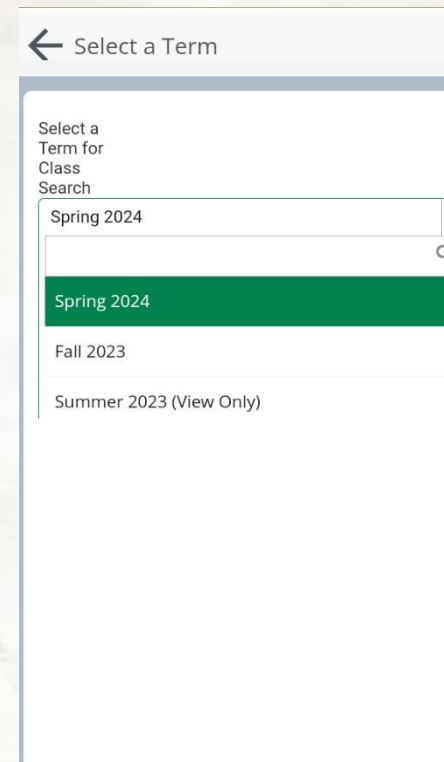 Select a Term
Select a
Term for
Class
Search
Spring 2024
Spring 2024
Fall 2023
Summer 2023 (View Only)